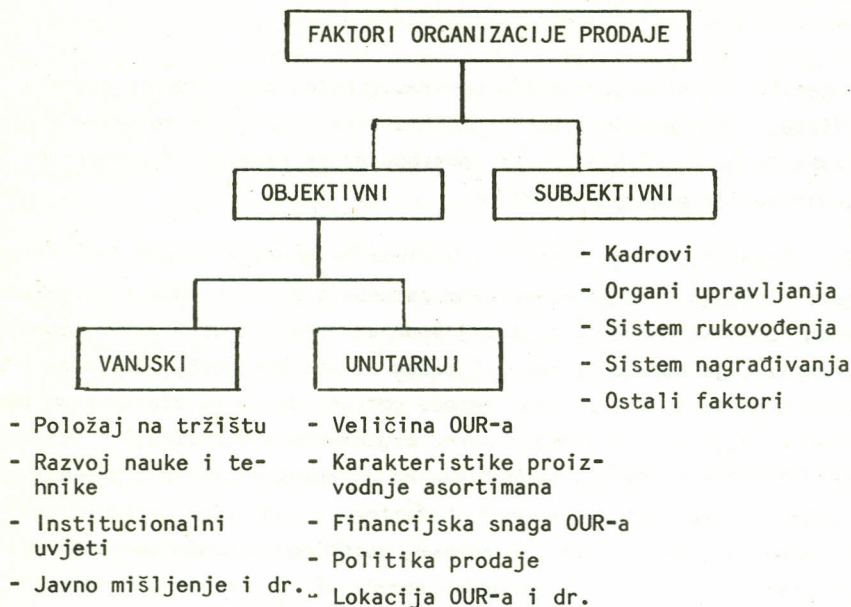 FAKTORI ORGANIZACIJE PRODAJE
OBJEKTIVNI
SUBJEKTIVNI
- Kadrovi
- Organi upravljanja
- Sistem rukovođenja
- Sistem nagrađivanja
- Ostali faktori
VANJSKI
- Položaj na tržištu
- Razvoj nauke i te-
hnike
- Institucionalni
uvjeti
- Javno mišljenje i dr.
UNUTARNJI
- Veličina OUR-a
- Karakteristike proiz-
vodnje asortimana
- Financijska snaga OUR-a
- Politika prodaje
- Lokacija OUR-a i dr.